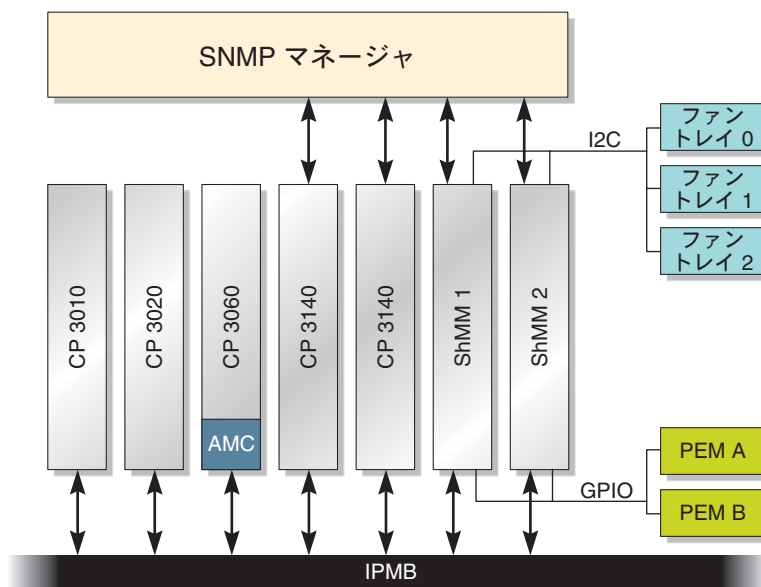 SNMP マネージャ
I2C
ファン
トレイ 0
ファン
トレイ 1
ファン
トレイ 2
CP 3010
CP 3020
CP 3060
CP 3140
CP 3140
ShMM 1
ShMM 2
AMC
GPIO
PEM A
PEM B
IPMB